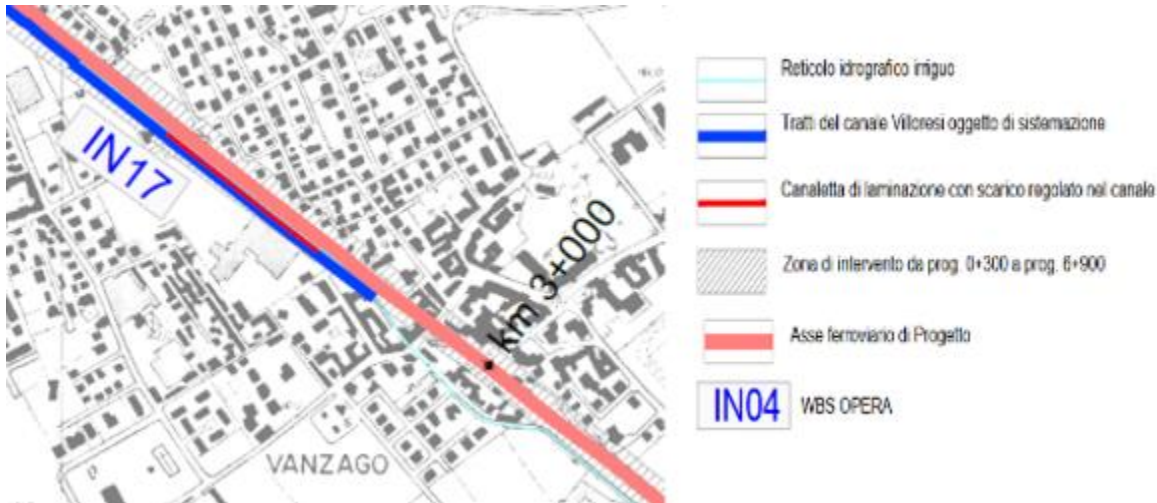 IN17
km 3+000
VANZAGO
Reticolo idrografico irriguo
Tratti del canale Villoresi oggetto di sistemazione
Canaletta di laminazione con scarico regolato nel canale
Zona di intervento da prog. 0+300 a prog. 6+900
Asse ferroviario di Progetto
IN04 WBS OPERA